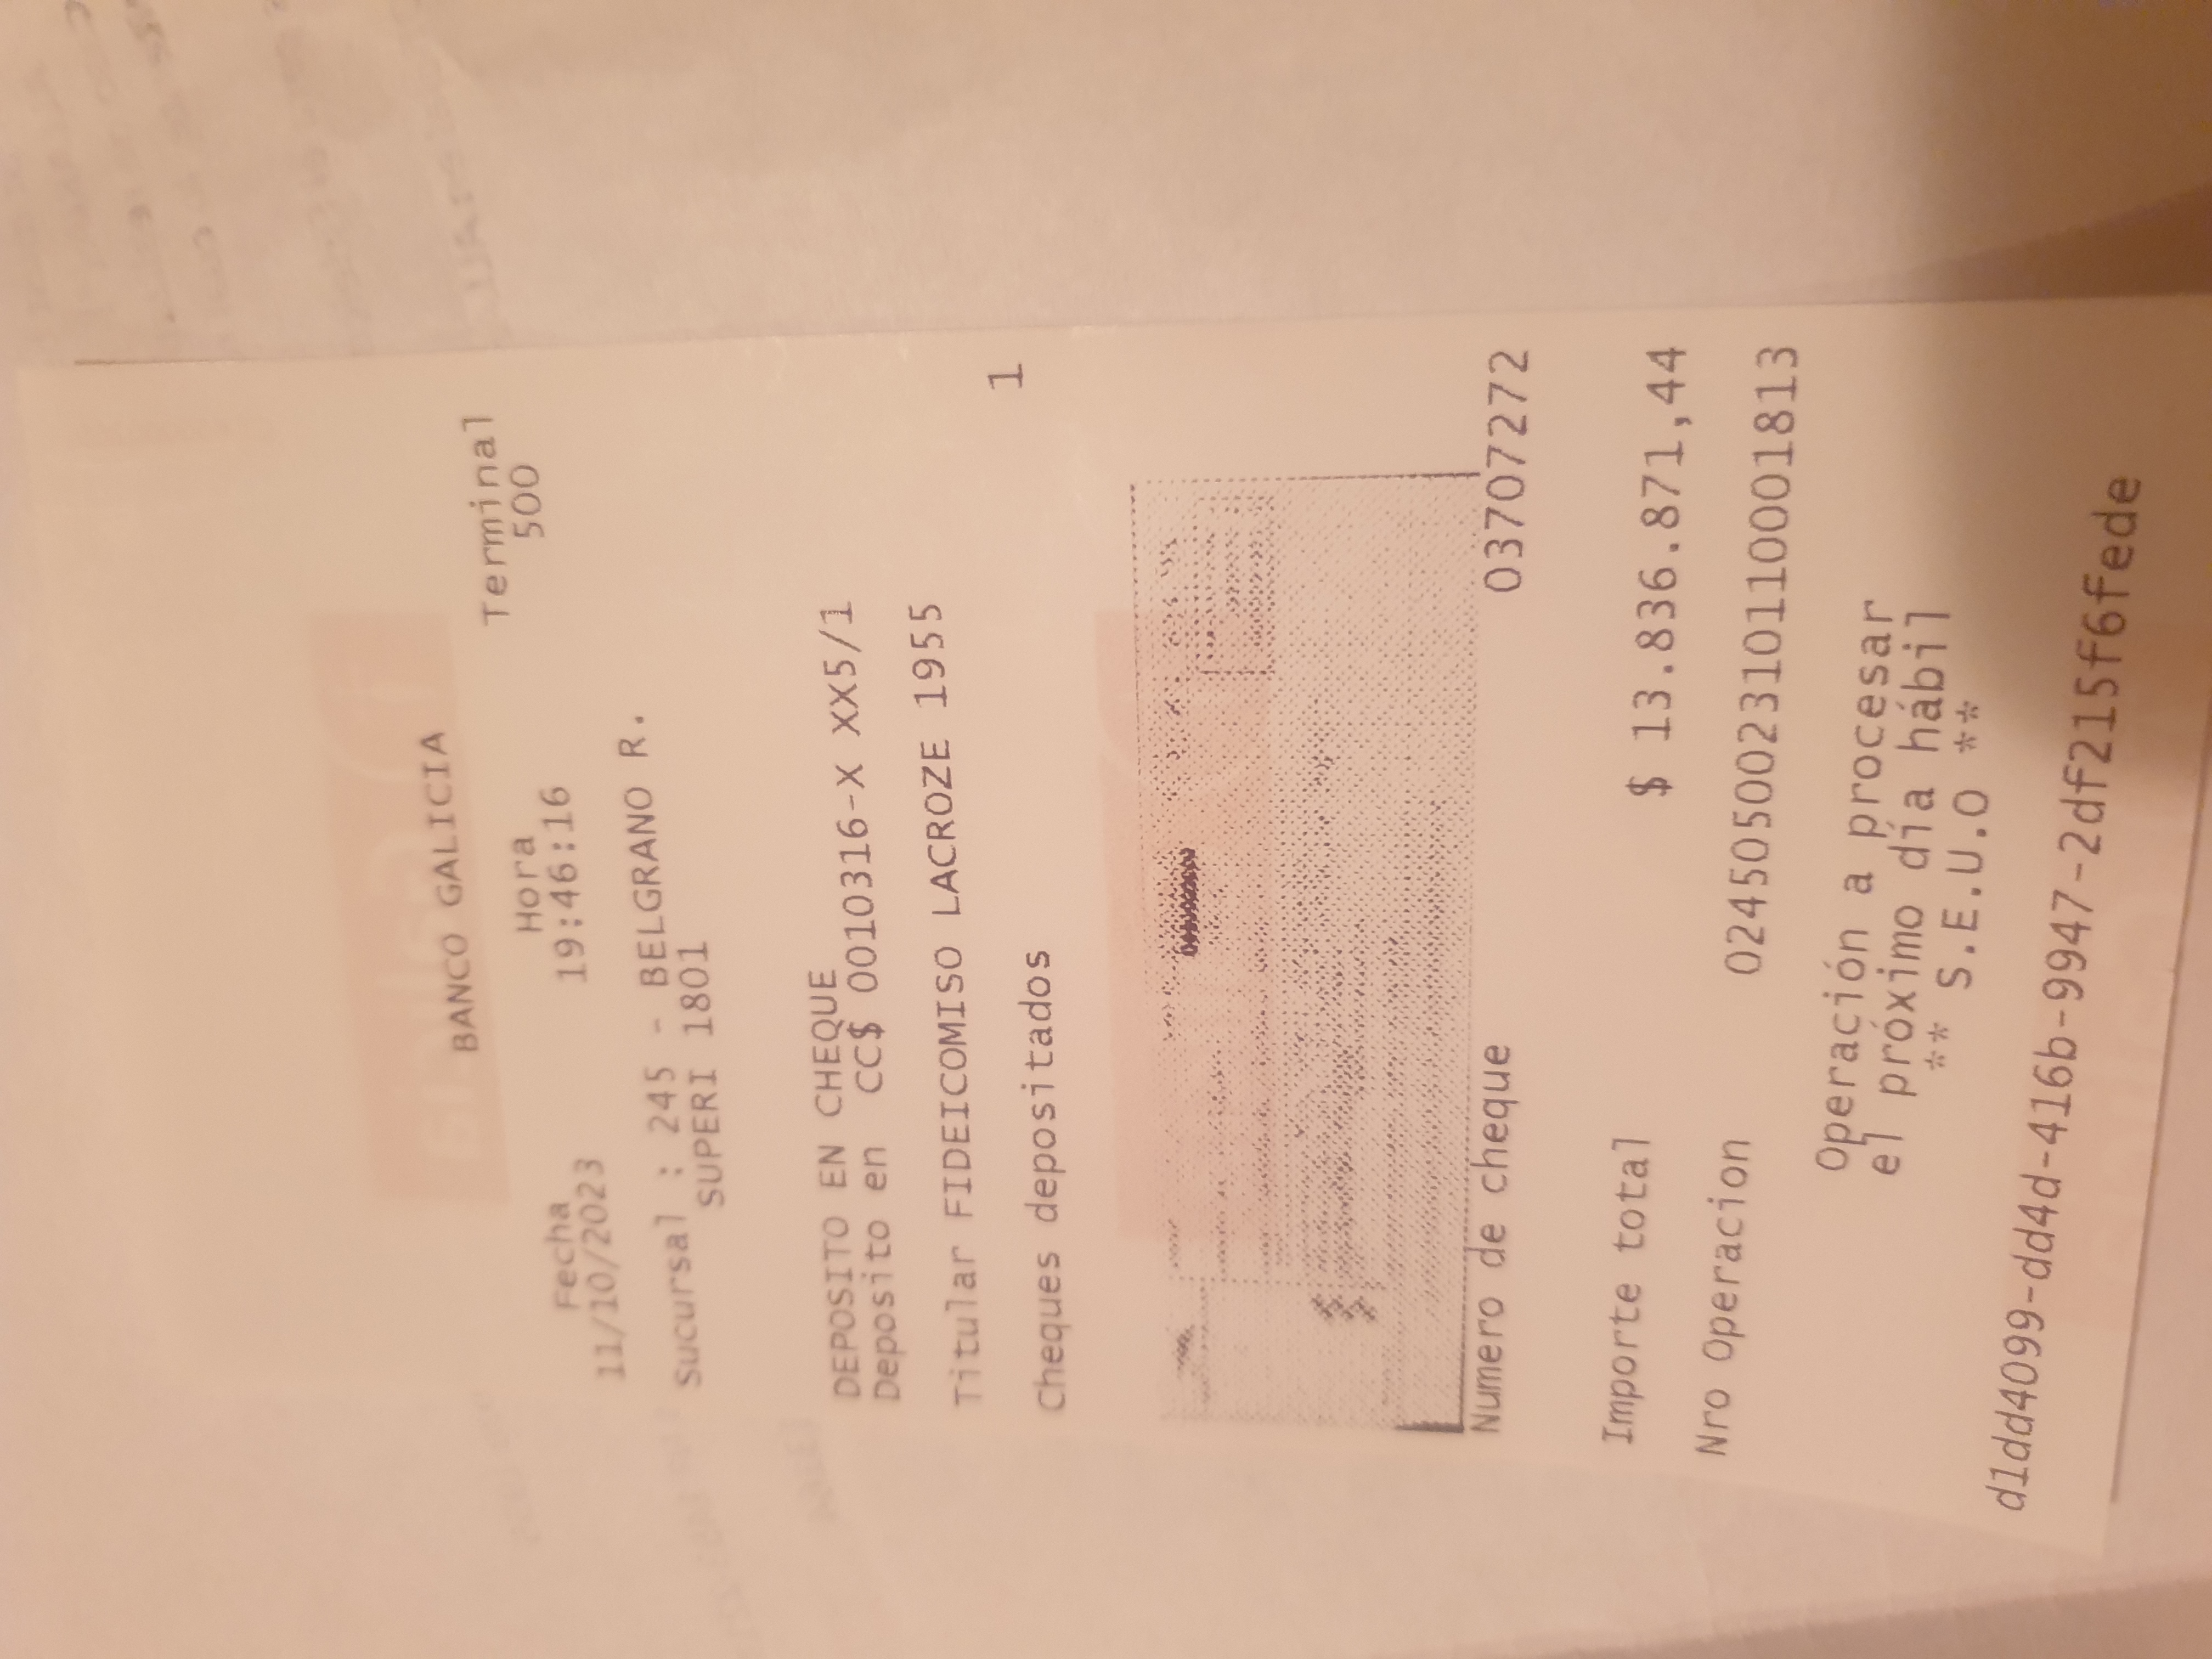 BANCO GALICIA
Fecha Hora Terminal
11/10/2023 19:46:16 500
Sucursal : 245 - BELGRANO R.
SUPERI 1801
DEPOSITO EN CHEQUE
Deposito en CC$ 0010316-X XX5/1
Titular FIDEICOMISO LACROZE 1955
Cheques depositados 1
Numero de cheque 03707272
Importe total $ 13.836.871,44
Nro Operacion 024505002310110001813
Operación a procesar
el próximo día hábil
** S.E.U.O **
d1dd4099-dd4d-416b-9947-2df215f6fede